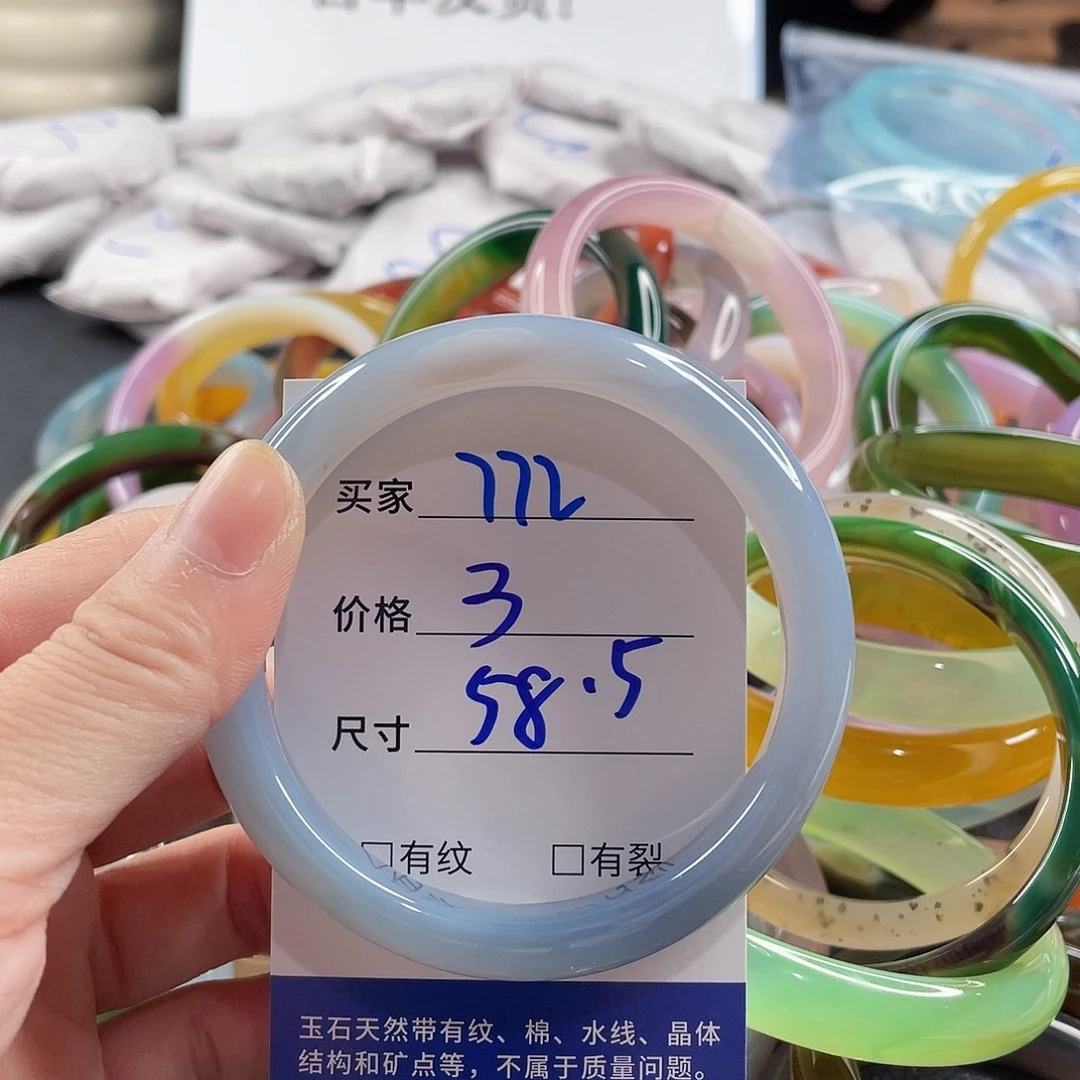 买家 772
价格 3
尺寸 58.5
□有纹 □有裂
玉石天然带有纹、棉、水线、晶体
结构和矿点等，不属于质量问题。